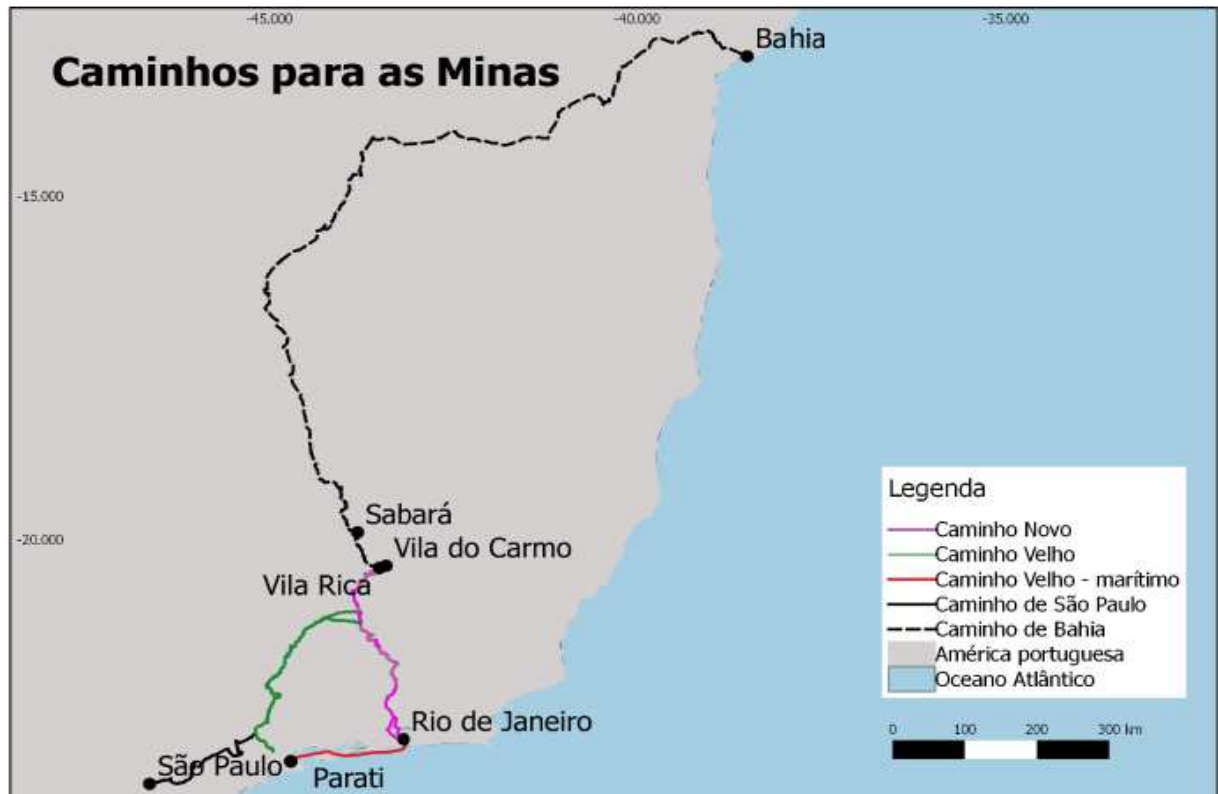 -45.000
-40.000
-35.000
Bahia
Caminhos para as Minas
-15.000
Sabará
-20.000
Vila do Carmo
Vila Rica
Rio de Janeiro
São Paulo
Parati
Legenda
Caminho Novo
Caminho Velho
Caminho Velho - marítimo
Caminho de São Paulo
Caminho de Bahia
América portuguesa
Oceano Atlântico
0 100 200 300 km